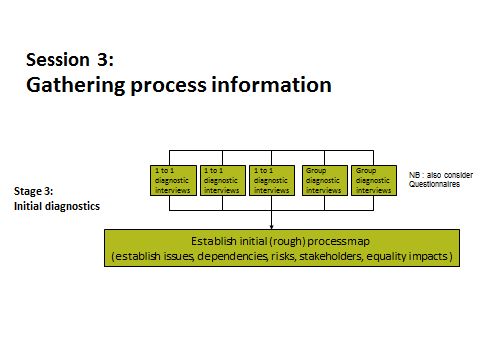 Session 3:
Gathering process information
1 to 1
diagnostic
interviews
1 to 1
diagnostic
interviews
1 to 1
diagnostic
interviews
Group
diagnostic
interviews
Group
diagnostic
interviews
NB : also consider
Questionnaires
Stage 3:
Initial diagnostics
Establish initial (rough) processmap
(establish issues, dependencies, risks, stakeholders, equality impacts )